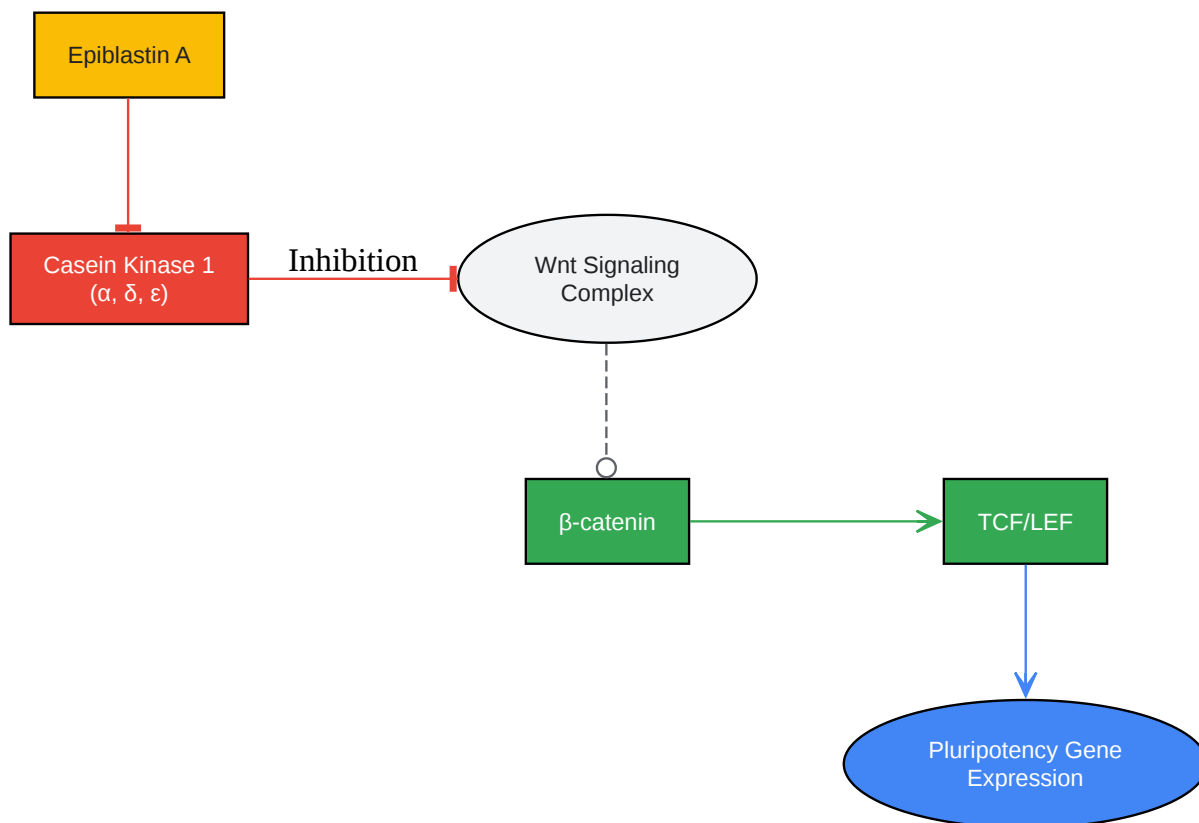 Epiblastin A
Casein Kinase 1
(α, δ, ε)
Inhibition
Wnt Signaling
Complex
β-catenin
TCF/LEF
Pluripotency Gene
Expression